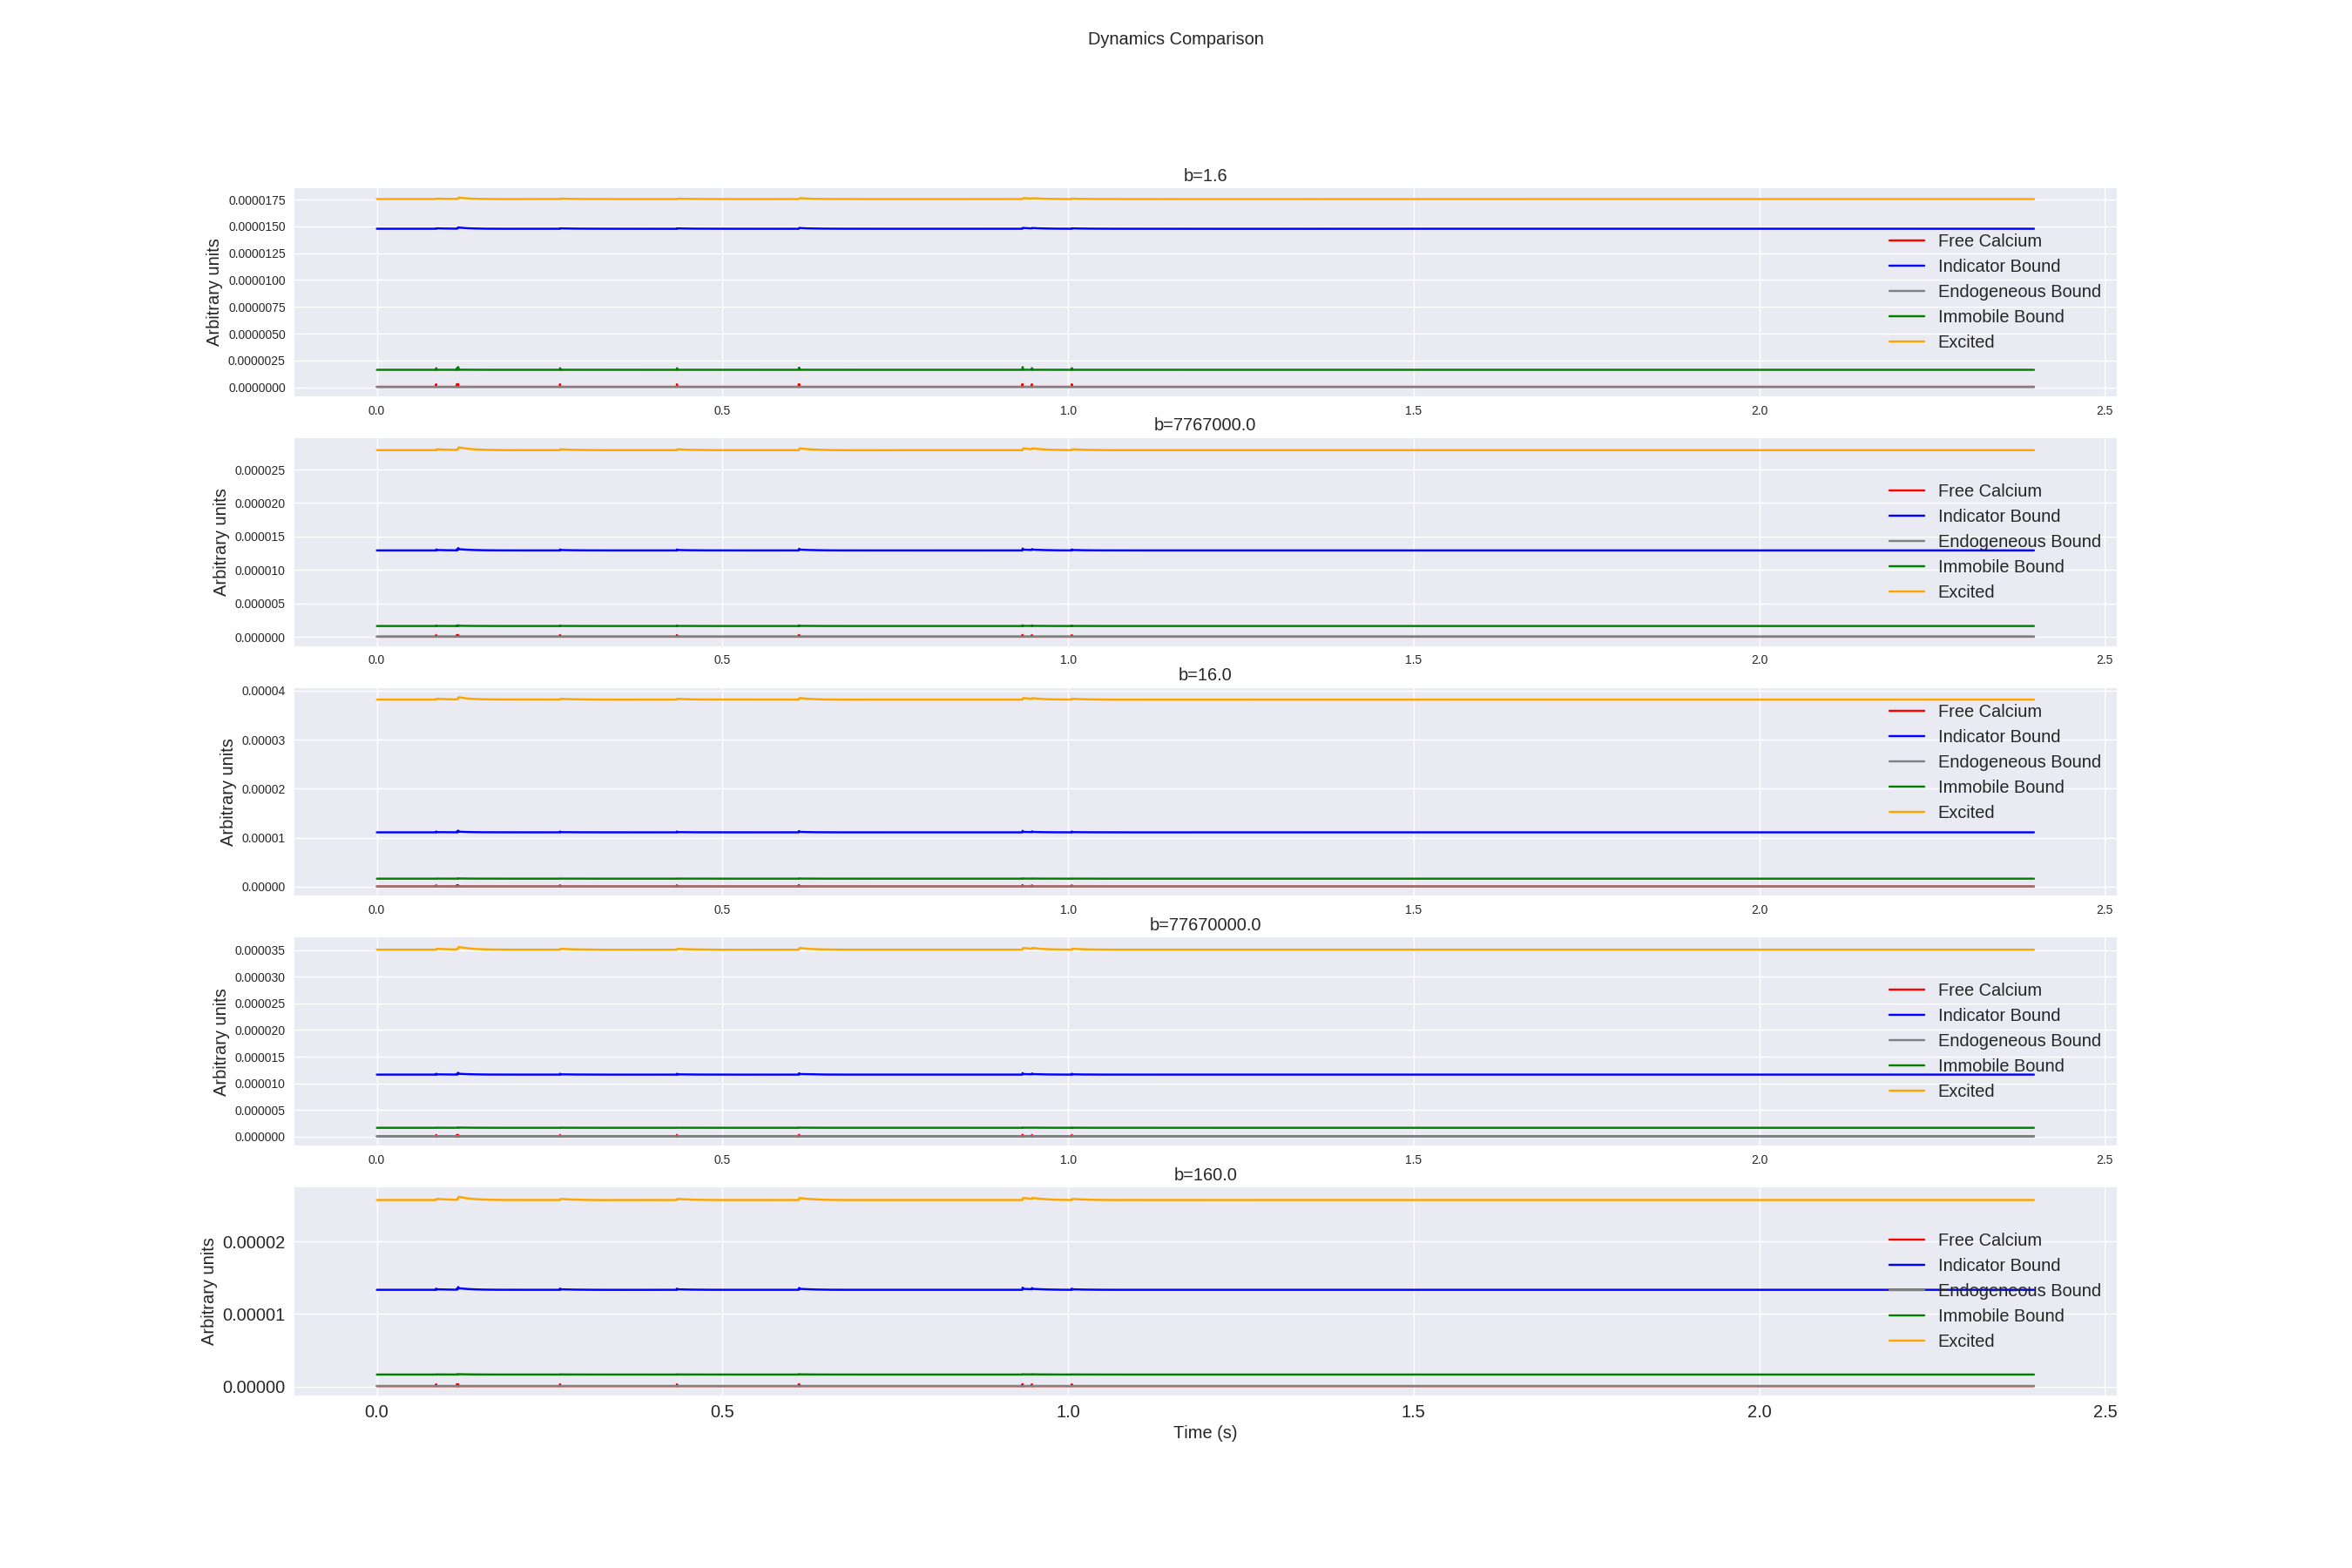 Dynamics Comparison
b=1.6
Arbitrary units
0.0000175
0.0000150
0.0000125
0.0000100
0.0000075
0.0000050
0.0000025
0.0000000
Free Calcium
Indicator Bound
Endogeneous Bound
Immobile Bound
Excited
0.0 0.5 1.0 1.5 2.0 2.5
b=7767000.0
Arbitrary units
0.000025
0.000020
0.000015
0.000010
0.000005
0.000000
Free Calcium
Indicator Bound
Endogeneous Bound
Immobile Bound
Excited
0.0 0.5 1.0 1.5 2.0 2.5
b=16.0
Arbitrary units
0.00004
0.00003
0.00002
0.00001
0.00000
Free Calcium
Indicator Bound
Endogeneous Bound
Immobile Bound
Excited
0.0 0.5 1.0 1.5 2.0 2.5
b=77670000.0
Arbitrary units
0.000035
0.000030
0.000025
0.000020
0.000015
0.000010
0.000005
0.000000
Free Calcium
Indicator Bound
Endogeneous Bound
Immobile Bound
Excited
0.0 0.5 1.0 1.5 2.0 2.5
b=160.0
Arbitrary units
0.00002
0.00001
0.00000
Free Calcium
Indicator Bound
Endogeneous Bound
Immobile Bound
Excited
0.0 0.5 1.0 1.5 2.0 2.5
Time (s)